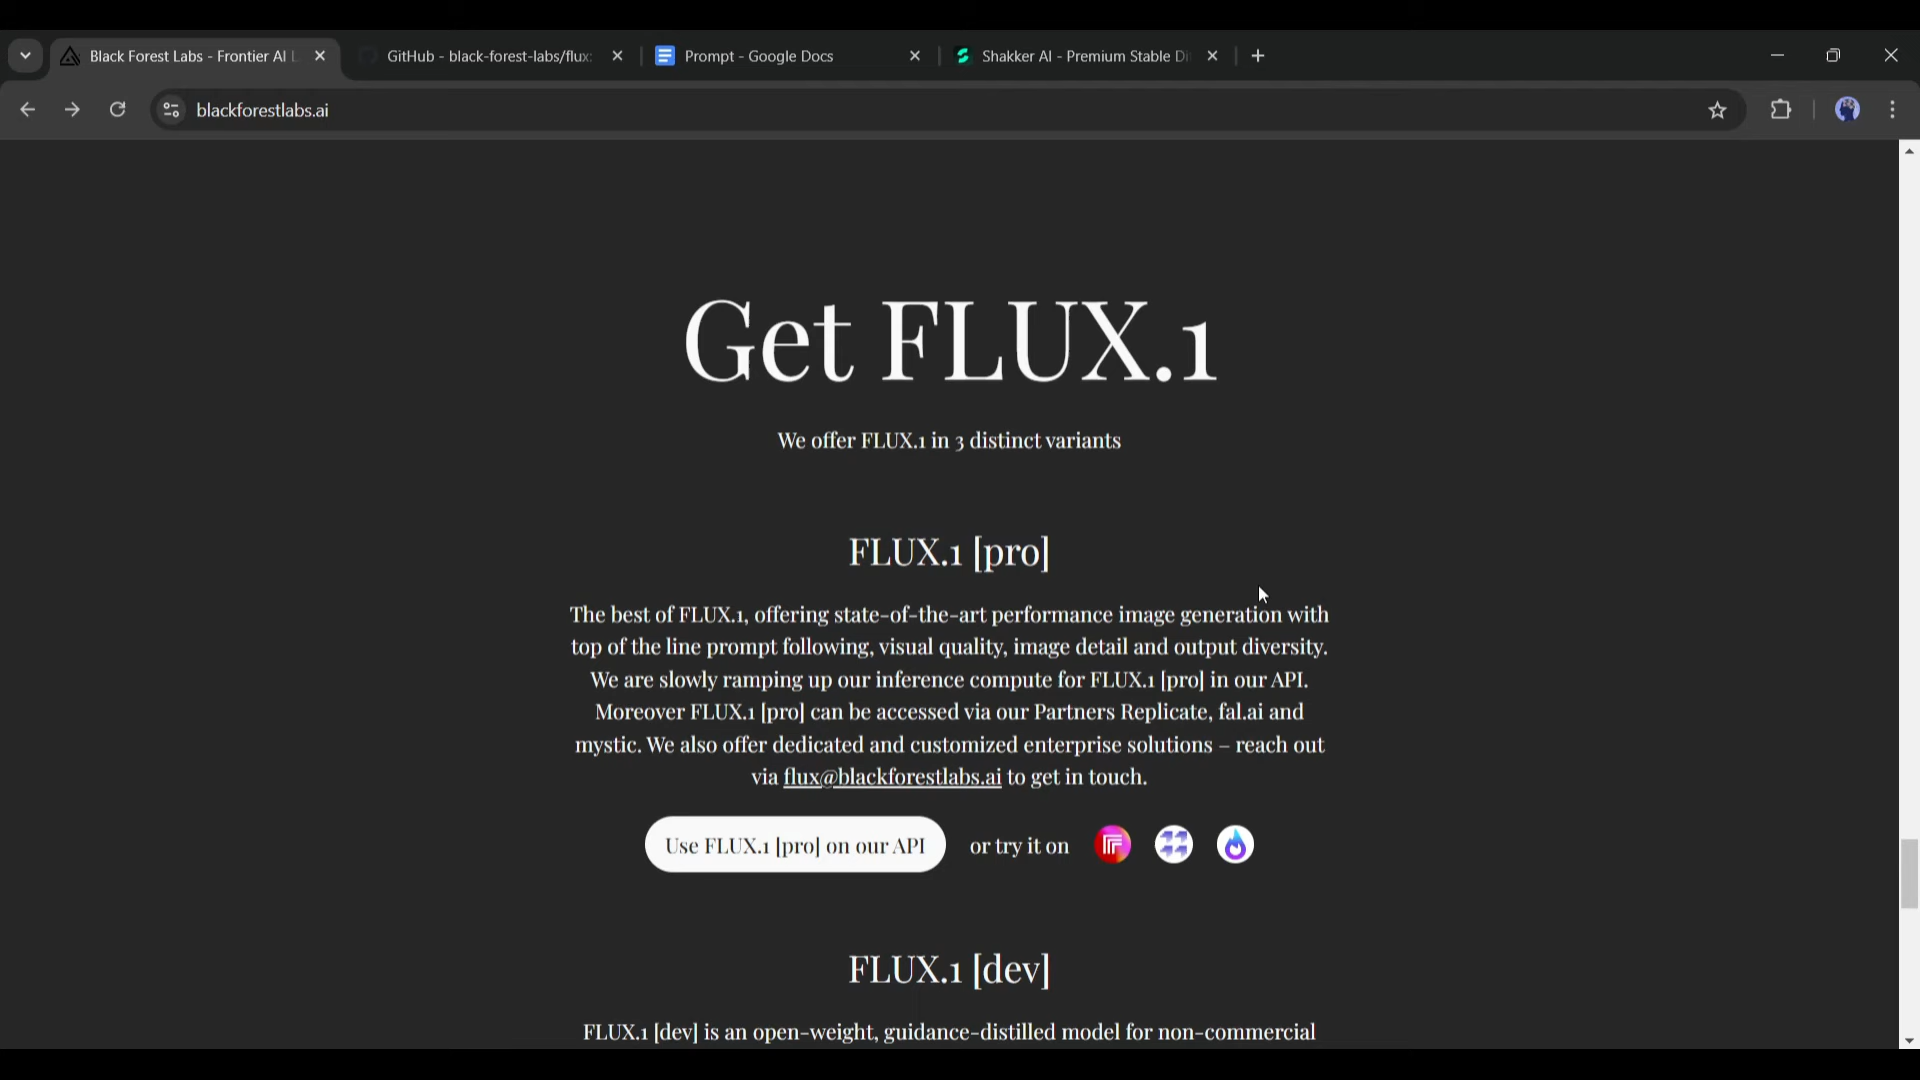 Black Forest Labs - Frontier AI L
GitHub - black-forest-labs/flux:
Prompt - Google Docs
Shakker AI - Premium Stable Di
blackforestlabs.ai
Get FLUX.1
We offer FLUX.1 in 3 distinct variants
FLUX.1 [pro]
The best of FLUX.1, offering state-of-the-art performance image generation with
top of the line prompt following, visual quality, image detail and output diversity.
We are slowly ramping up our inference compute for FLUX.1 [pro] in our API.
Moreover FLUX.1 [pro] can be accessed via our Partners Replicate, fal.ai and
mystic. We also offer dedicated and customized enterprise solutions – reach out
via flux@blackforestlabs.ai to get in touch.
Use FLUX.1 [pro] on our API or try it on
FLUX.1 [dev]
FLUX.1 [dev] is an open-weight, guidance-distilled model for non-commercial